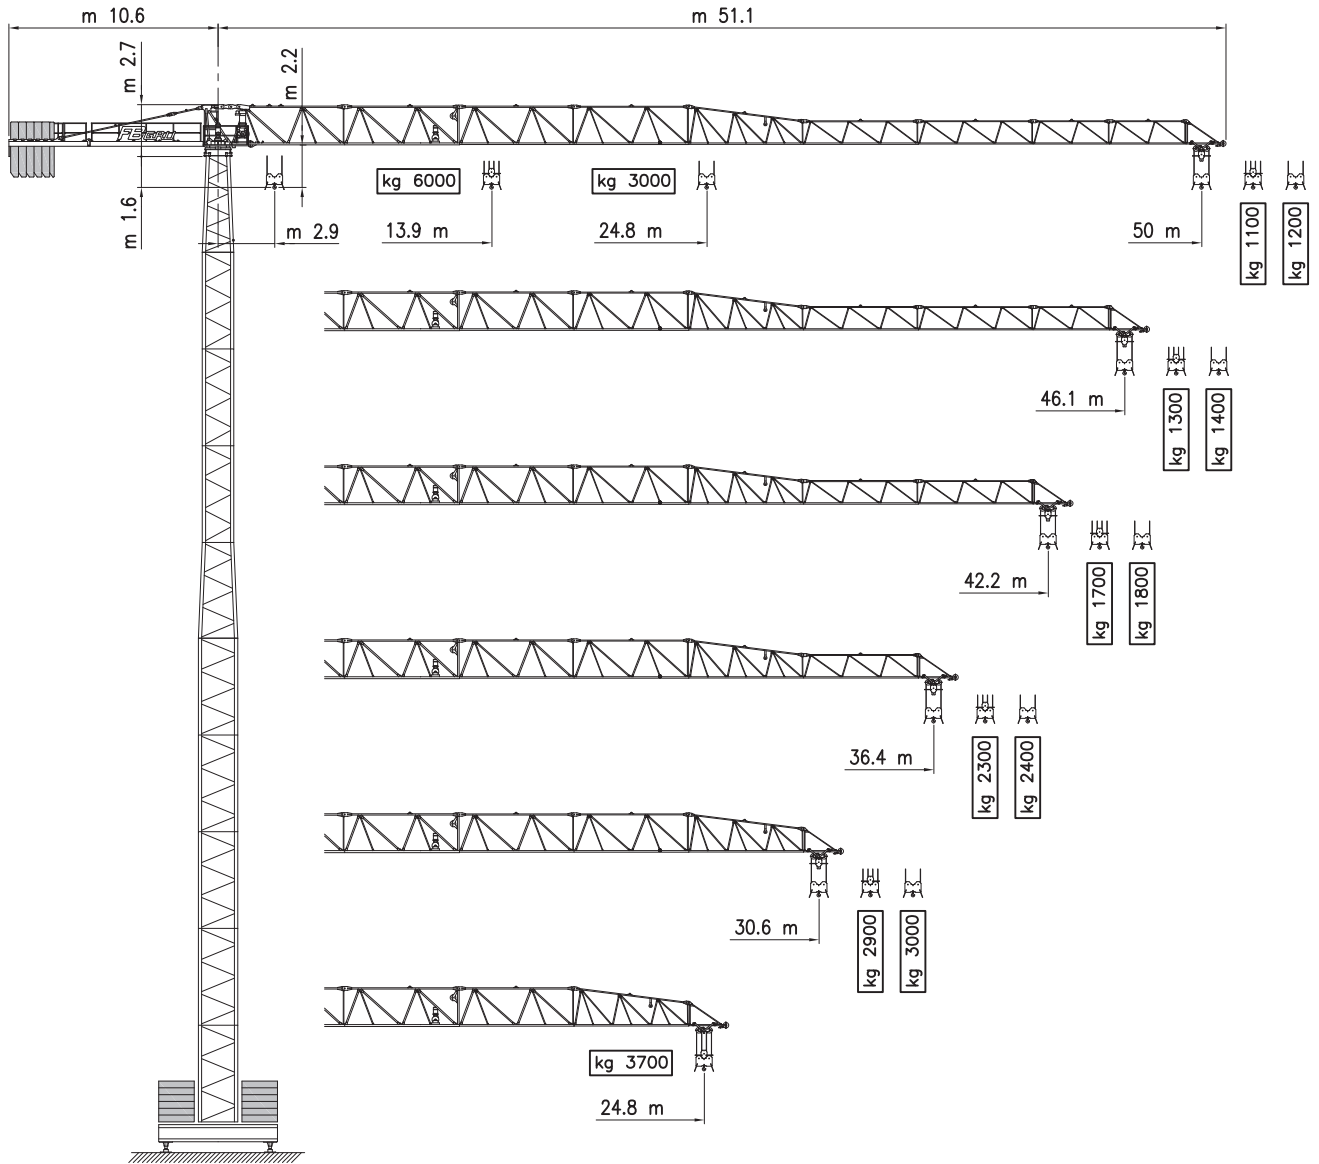 m 10.6
m 51.1
m 2.7
m 2.2
FB GRU
kg 6000
kg 3000
m 1.6
m 2.9
13.9 m
24.8 m
50 m
kg 1100
kg 1200
46.1 m
kg 1300
kg 1400
42.2 m
kg 1700
kg 1800
36.4 m
kg 2300
kg 2400
30.6 m
kg 2900
kg 3000
kg 3700
24.8 m